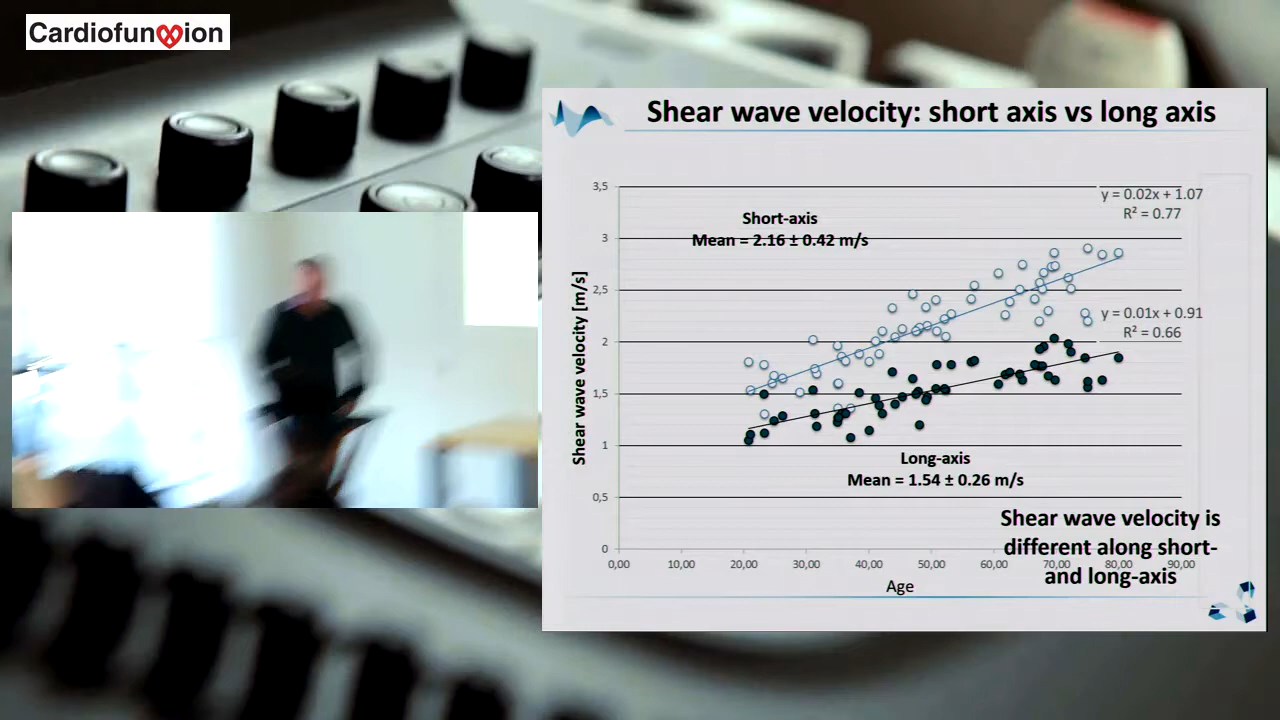 Cardiofunxion
Shear wave velocity: short axis vs long axis
3,5
3
2,5
2
1,5
1
0,5
0
Shear wave velocity [m/s]
Short-axis
Mean = 2.16 ± 0.42 m/s
y = 0.02x + 1.07
R² = 0.77
y = 0.01x + 0.91
R² = 0.66
Long-axis
Mean = 1.54 ± 0.26 m/s
Shear wave velocity is
different along short-
and long-axis
0,00 10,00 20,00 30,00 40,00 50,00 60,00 70,00 80,00 90,00
Age